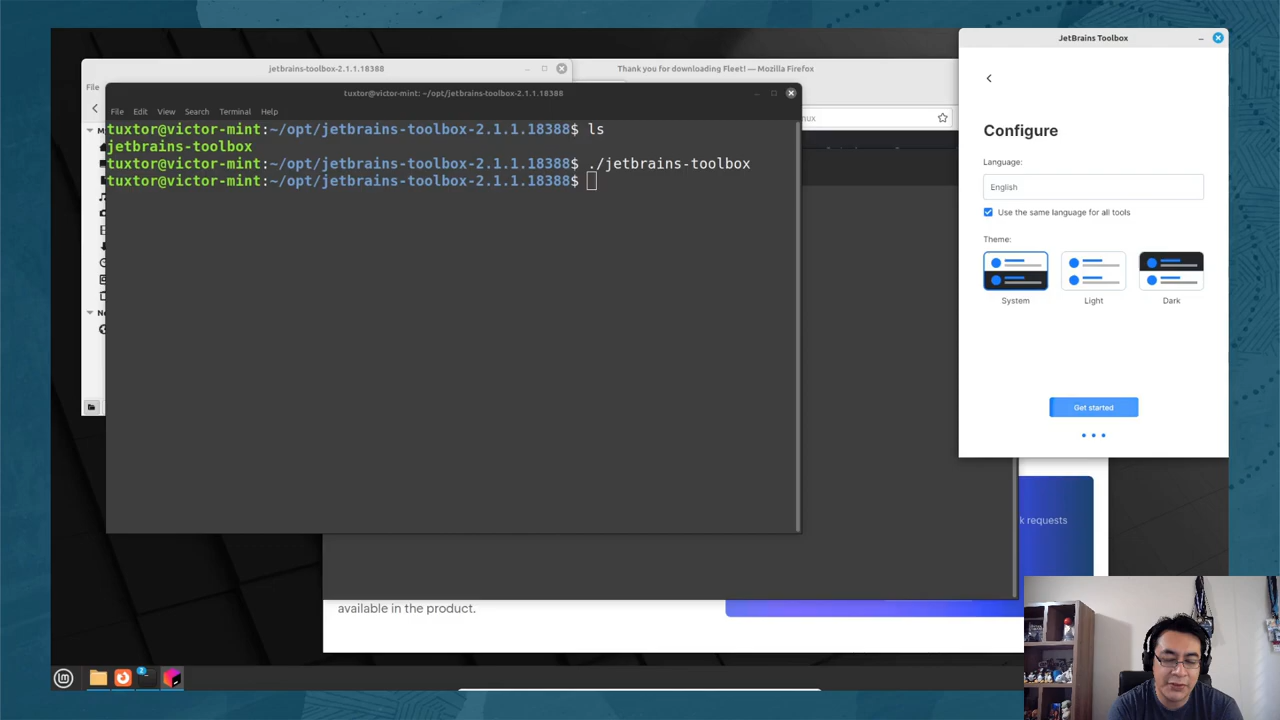 jetbrains-toolbox-2.1.1.18388
File
Thank you for downloading Fleet! — Mozilla Firefox
tuxtor@victor-mint: ~/opt/jetbrains-toolbox-2.1.1.18388
File Edit View Search Terminal Help
tuxtor@victor-mint:~/opt/jetbrains-toolbox-2.1.1.18388$ ls
jetbrains-toolbox
tuxtor@victor-mint:~/opt/jetbrains-toolbox-2.1.1.18388$ ./jetbrains-toolbox
tuxtor@victor-mint:~/opt/jetbrains-toolbox-2.1.1.18388$
JetBrains Toolbox
Configure
Language:
English
Use the same language for all tools
Theme:
System Light Dark
Get started
requests
available in the product.
2